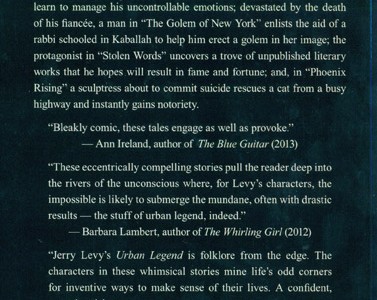 learn to manage his uncontrollable emotions; devastated by the death
of his fiancée, a man in “The Golem of New York” enlists the aid of a
rabbi schooled in Kaballah to help him erect a golem in her image; the
protagonist in “Stolen Words” uncovers a trove of unpublished literary
works that he hopes will result in fame and fortune; and, in “Phoenix
Rising” a sculptress about to commit suicide rescues a cat from a busy
highway and instantly gains notoriety.
“Bleakly comic, these tales engage as well as provoke.”
— Ann Ireland, author of The Blue Guitar (2013)
“These eccentrically compelling stories pull the reader deep into
the rivers of the unconscious where, for Levy’s characters, the
impossible is likely to submerge the mundane, often with drastic
results — the stuff of urban legend, indeed.”
— Barbara Lambert, author of The Whirling Girl (2012)
“Jerry Levy’s Urban Legend is folklore from the edge. The
characters in these whimsical stories mine life’s odd corners
for inventive ways to make sense of their lives. A confident,